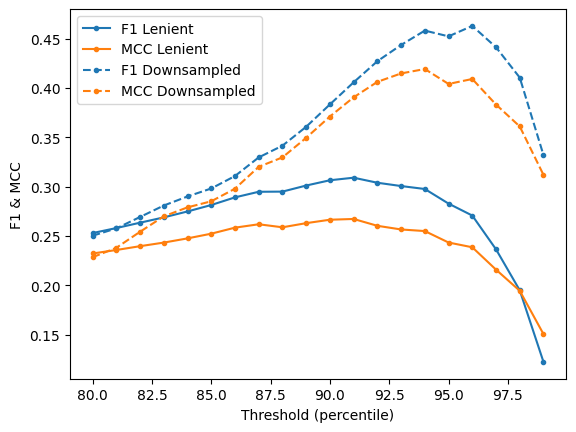 F1 Lenient
MCC Lenient
F1 Downsampled
MCC Downsampled
0.45
0.40
0.35
0.30
0.25
0.20
0.15
F1 & MCC
80.0 82.5 85.0 87.5 90.0 92.5 95.0 97.5
Threshold (percentile)